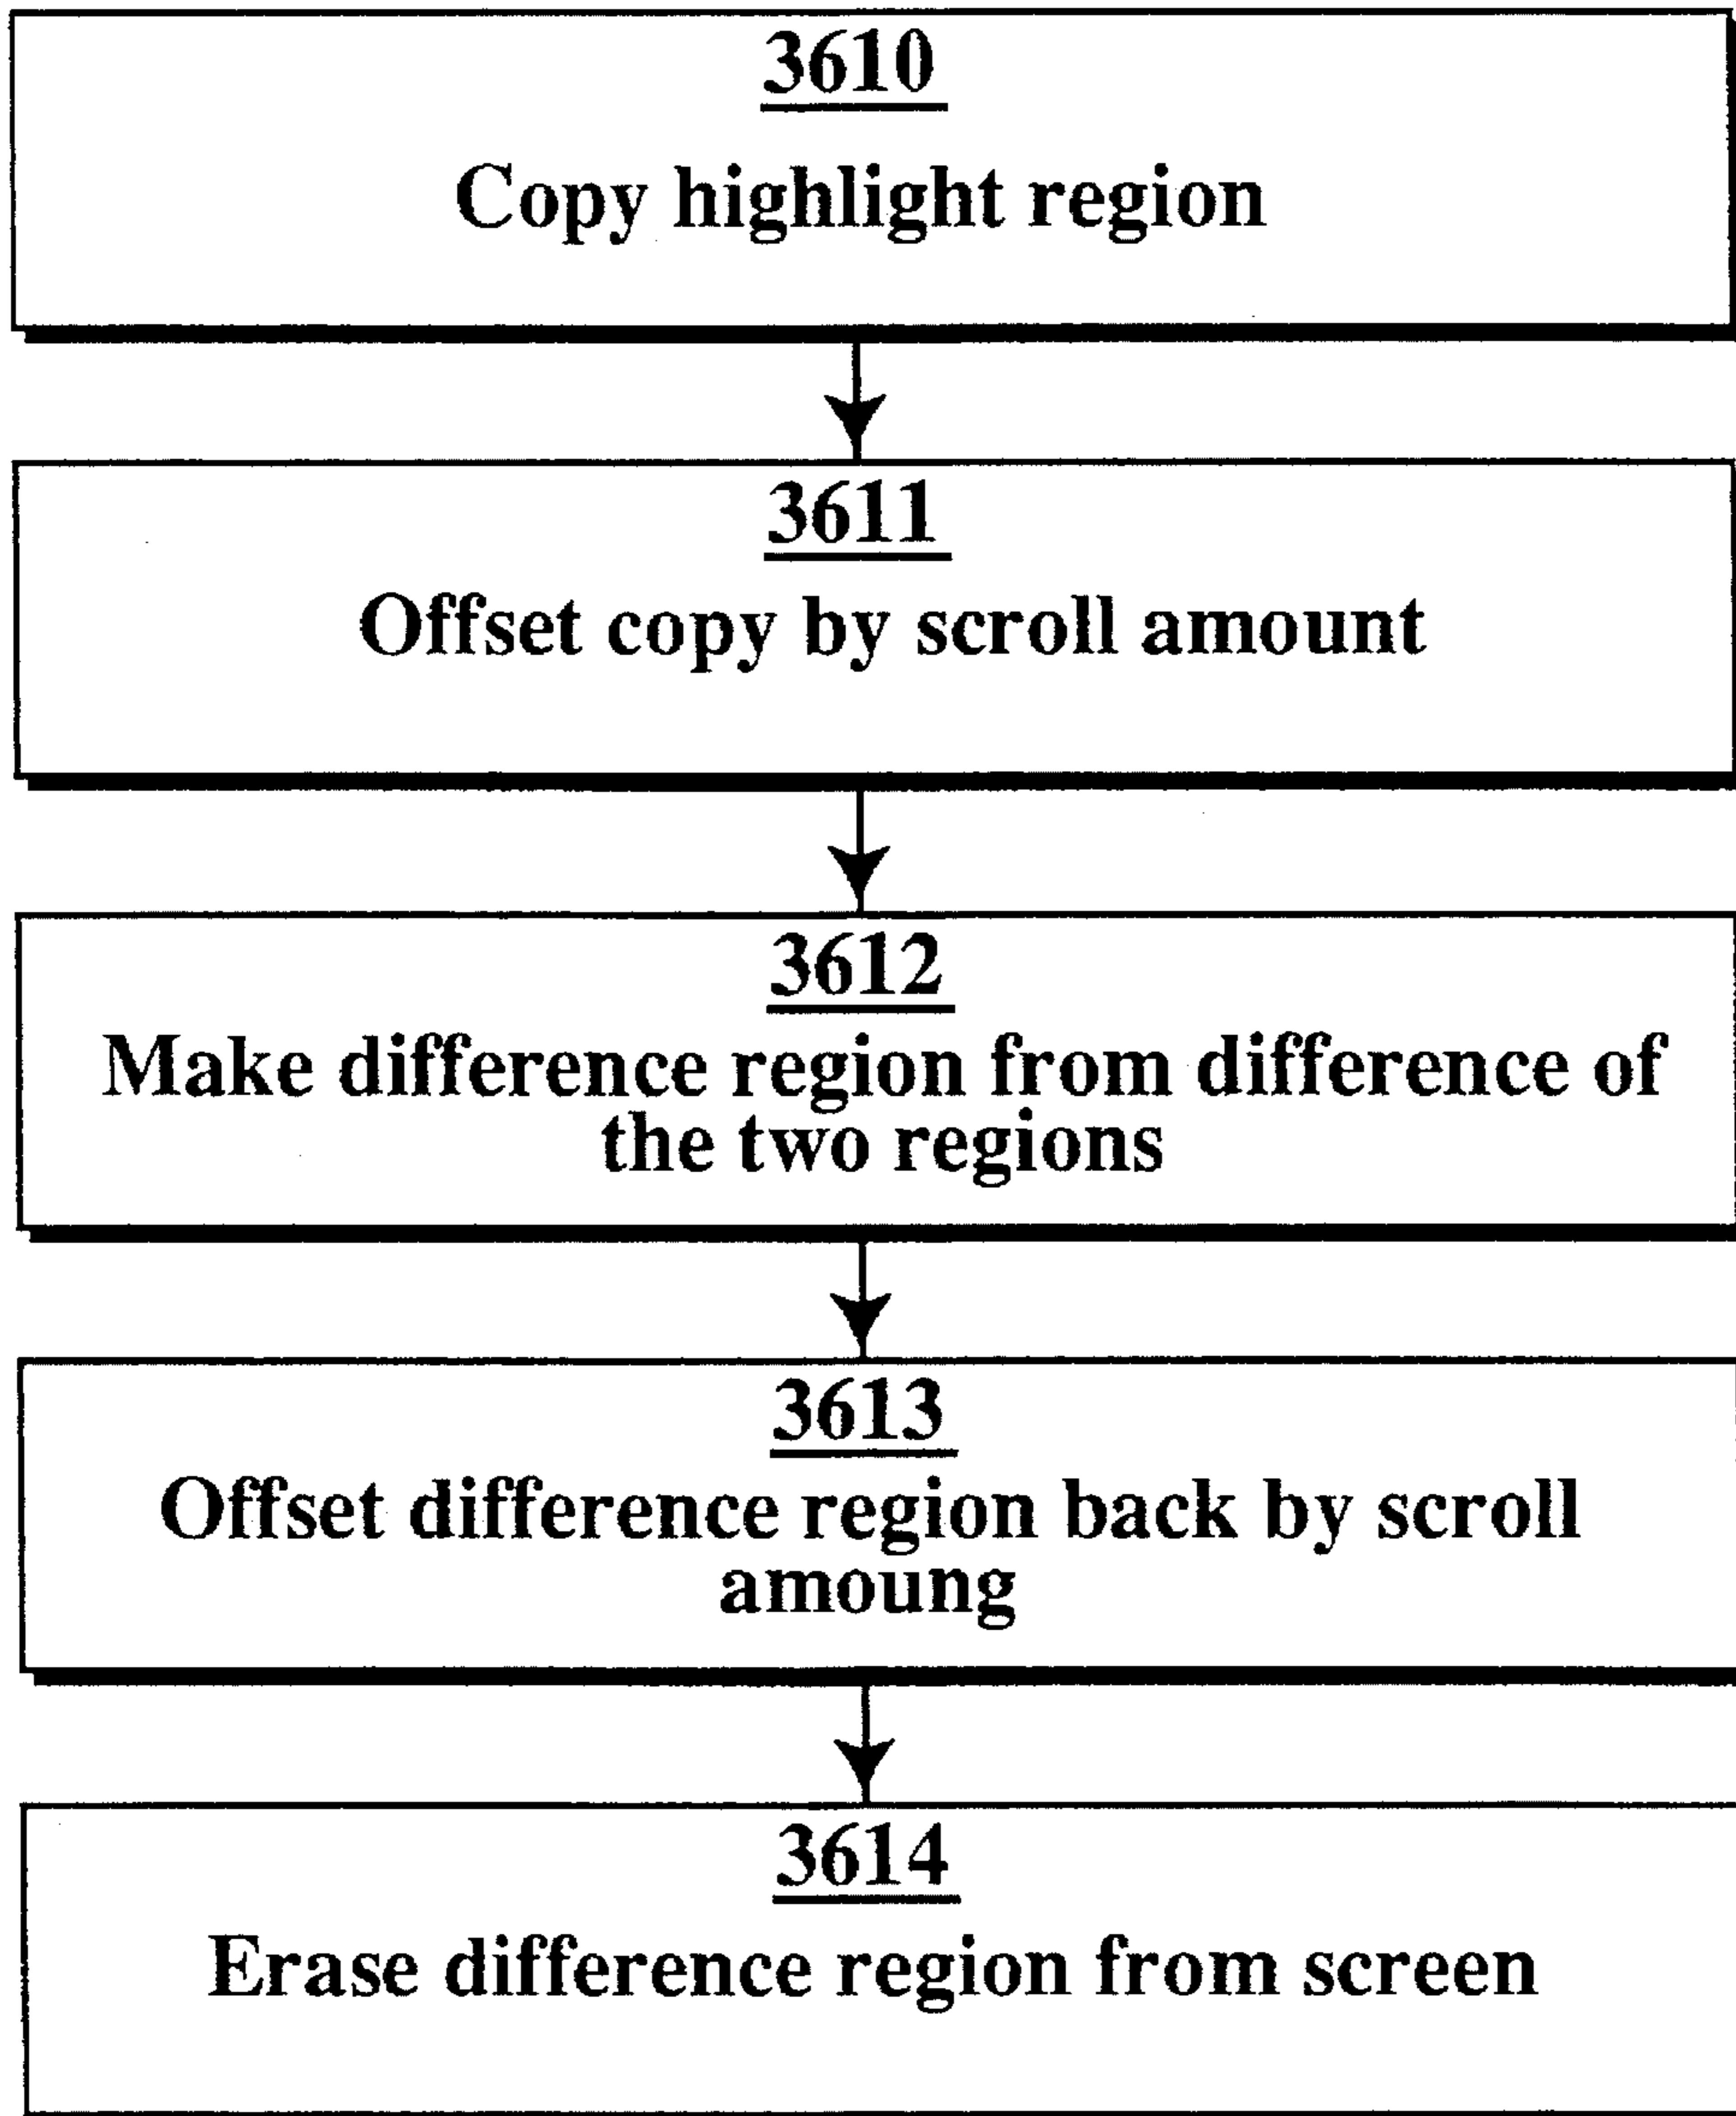 3610
Copy highlight region
3611
Offset copy by scroll amount
3612
Make difference region from difference of
the two regions
3613
Offset difference region back by scroll
amoung
3614
Erase difference region from screen